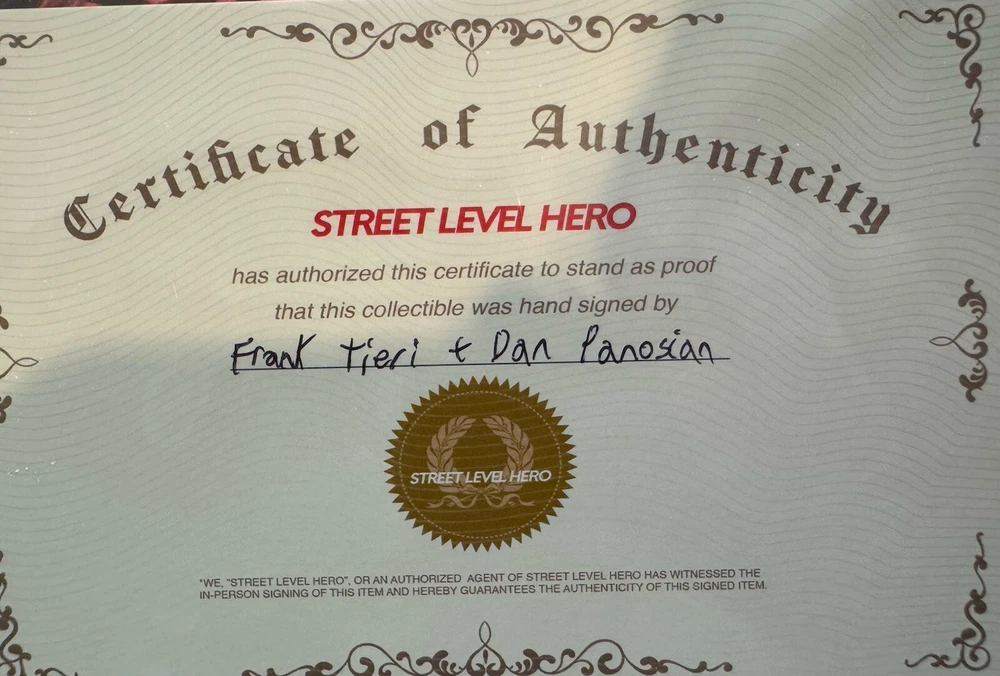 Certificate of Authenticity
STREET LEVEL HERO
has authorized this certificate to stand as proof
that this collectible was hand signed by
Frank Tieri + Dan Panosian
STREET LEVEL HERO
*WE, "STREET LEVEL HERO", OR AN AUTHORIZED AGENT OF STREET LEVEL HERO HAS WITNESSED THE
IN-PERSON SIGNING OF THIS ITEM AND HEREBY GUARANTEES THE AUTHENTICITY OF THIS SIGNED ITEM.